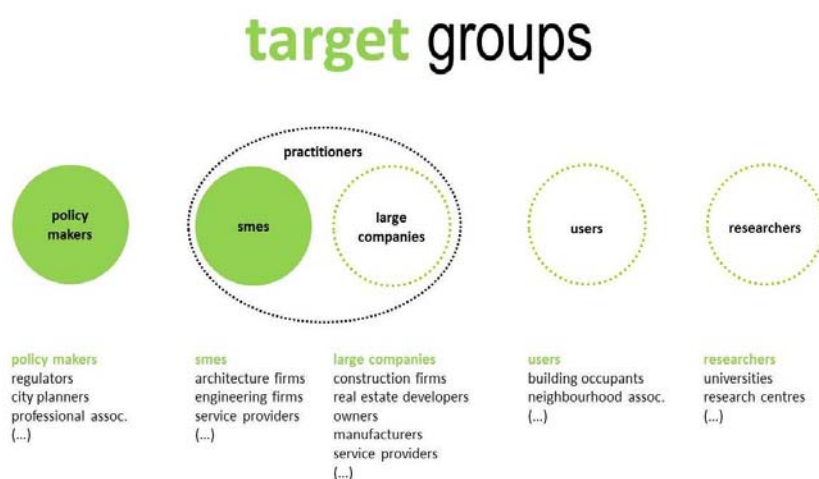 target groups
practitioners
policy
makers
smes
large
companies
users
researchers
policy makers
regulators
city planners
professional assoc.
(...)
smes
architecture firms
engineering firms
service providers
(...)
large companies
construction firms
real estate developers
owners
manufacturers
service providers
(...)
users
building occupants
neighbourhood assoc.
(...)
researchers
universities
research centres
(...)